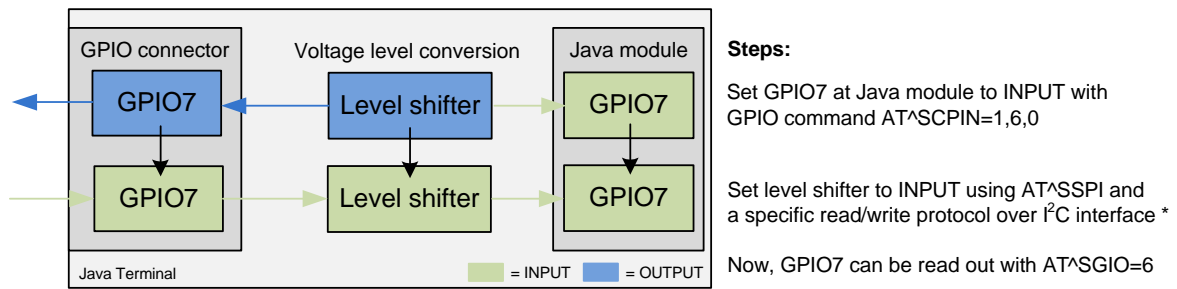 GPIO connector
Voltage level conversion
Java module
GPIO7
Level shifter
GPIO7
GPIO7
Level shifter
GPIO7
Java Terminal
= INPUT
= OUTPUT
Steps:
Set GPIO7 at Java module to INPUT with
GPIO command AT^SCPIN=1,6,0
Set level shifter to INPUT using AT^SSPI and
a specific read/write protocol over I²C interface *
Now, GPIO7 can be read out with AT^SGIO=6